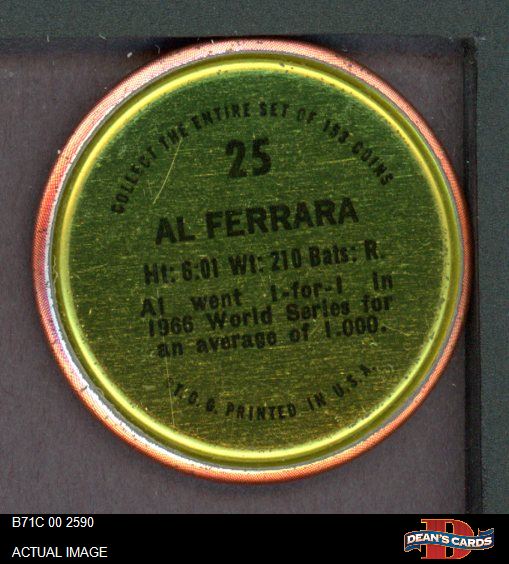 COLLECT THE ENTIRE SET OF 153 COINS
25
AL FERRARA
Ht: 6:01 Wt: 210 Bats: R.
Al went 1-for-1 in
1966 World Series for
an average of 1.000.
T.C.G. PRINTED IN U.S.A.
B71C 00 2590
ACTUAL IMAGE
D
DEAN'S CARDS